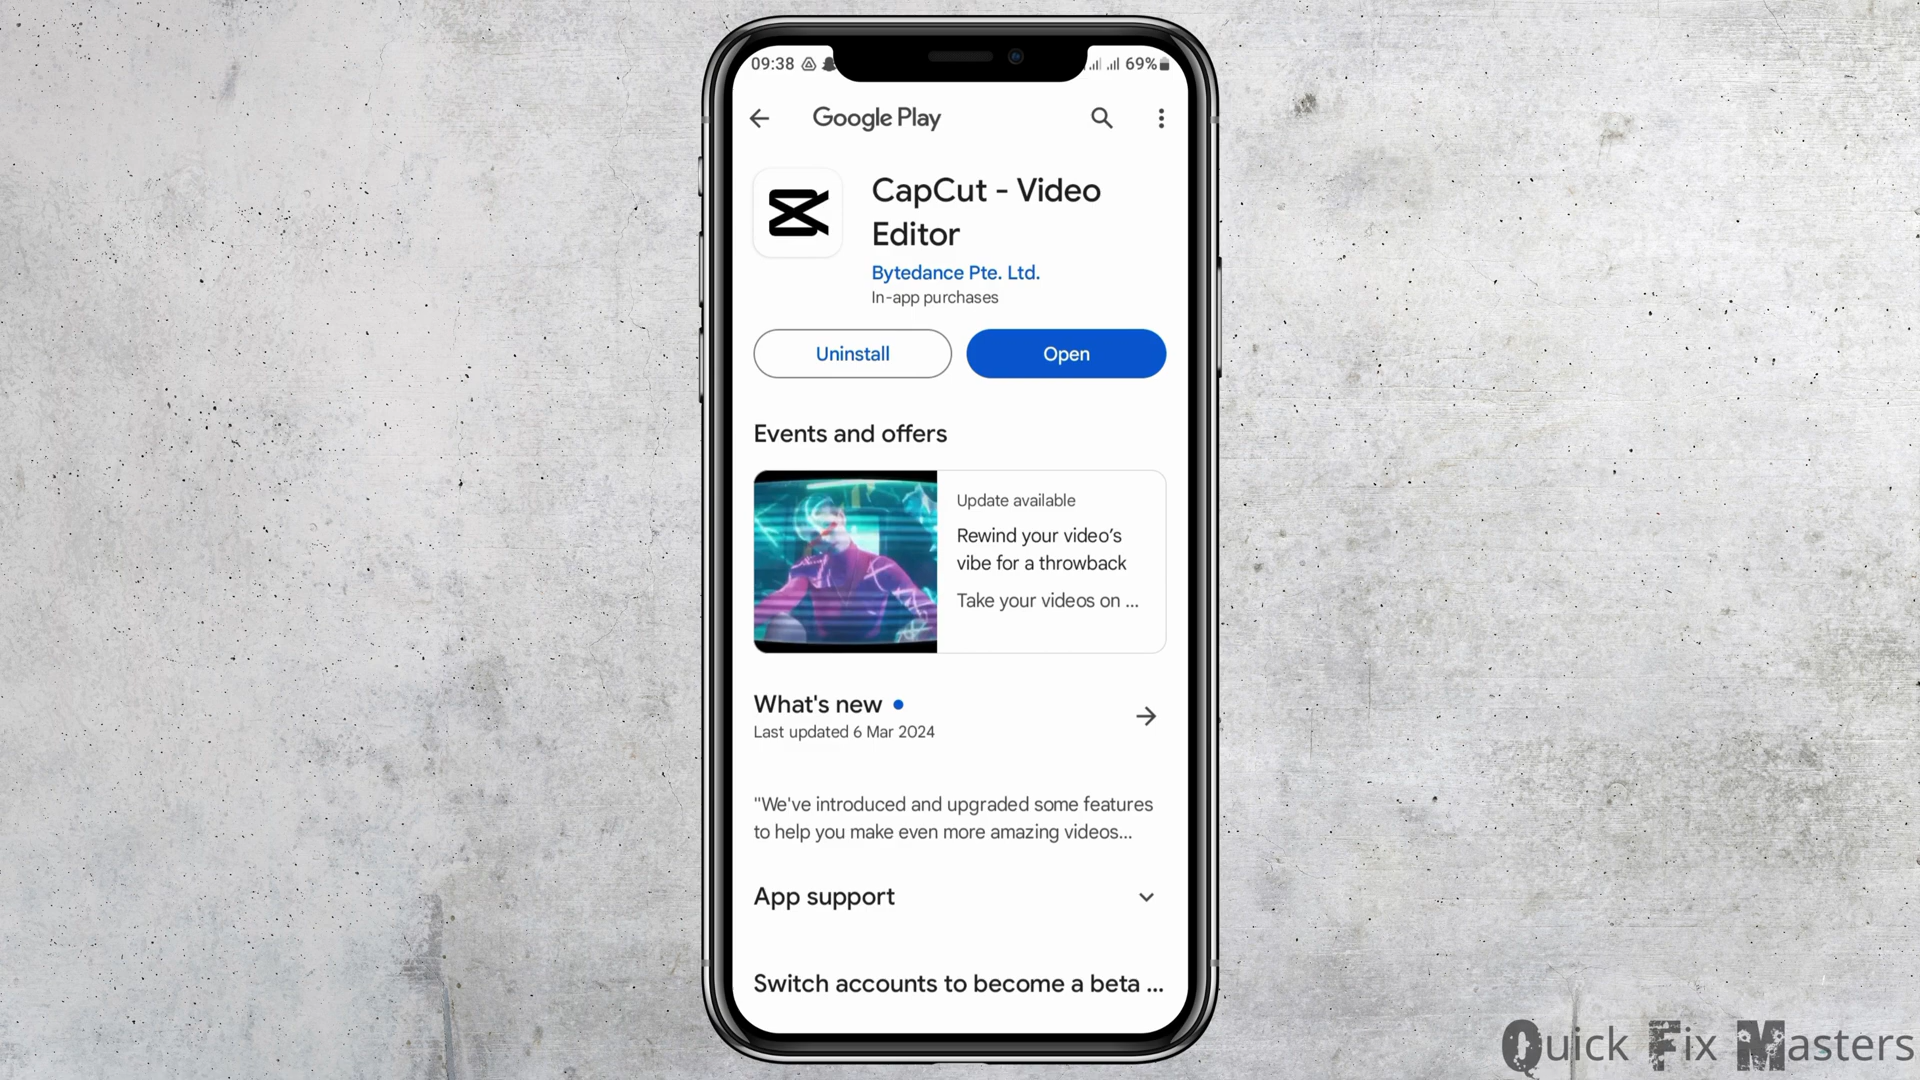 09:38
69%
Google Play
CapCut - Video
Editor
Bytedance Pte. Ltd.
In-app purchases
Uninstall
Open
Events and offers
Update available
Rewind your video’s
vibe for a throwback
Take your videos on ...
What's new
Last updated 6 Mar 2024
"We've introduced and upgraded some features
to help you make even more amazing videos...
App support
Switch accounts to become a beta ...
Quick Fix Masters